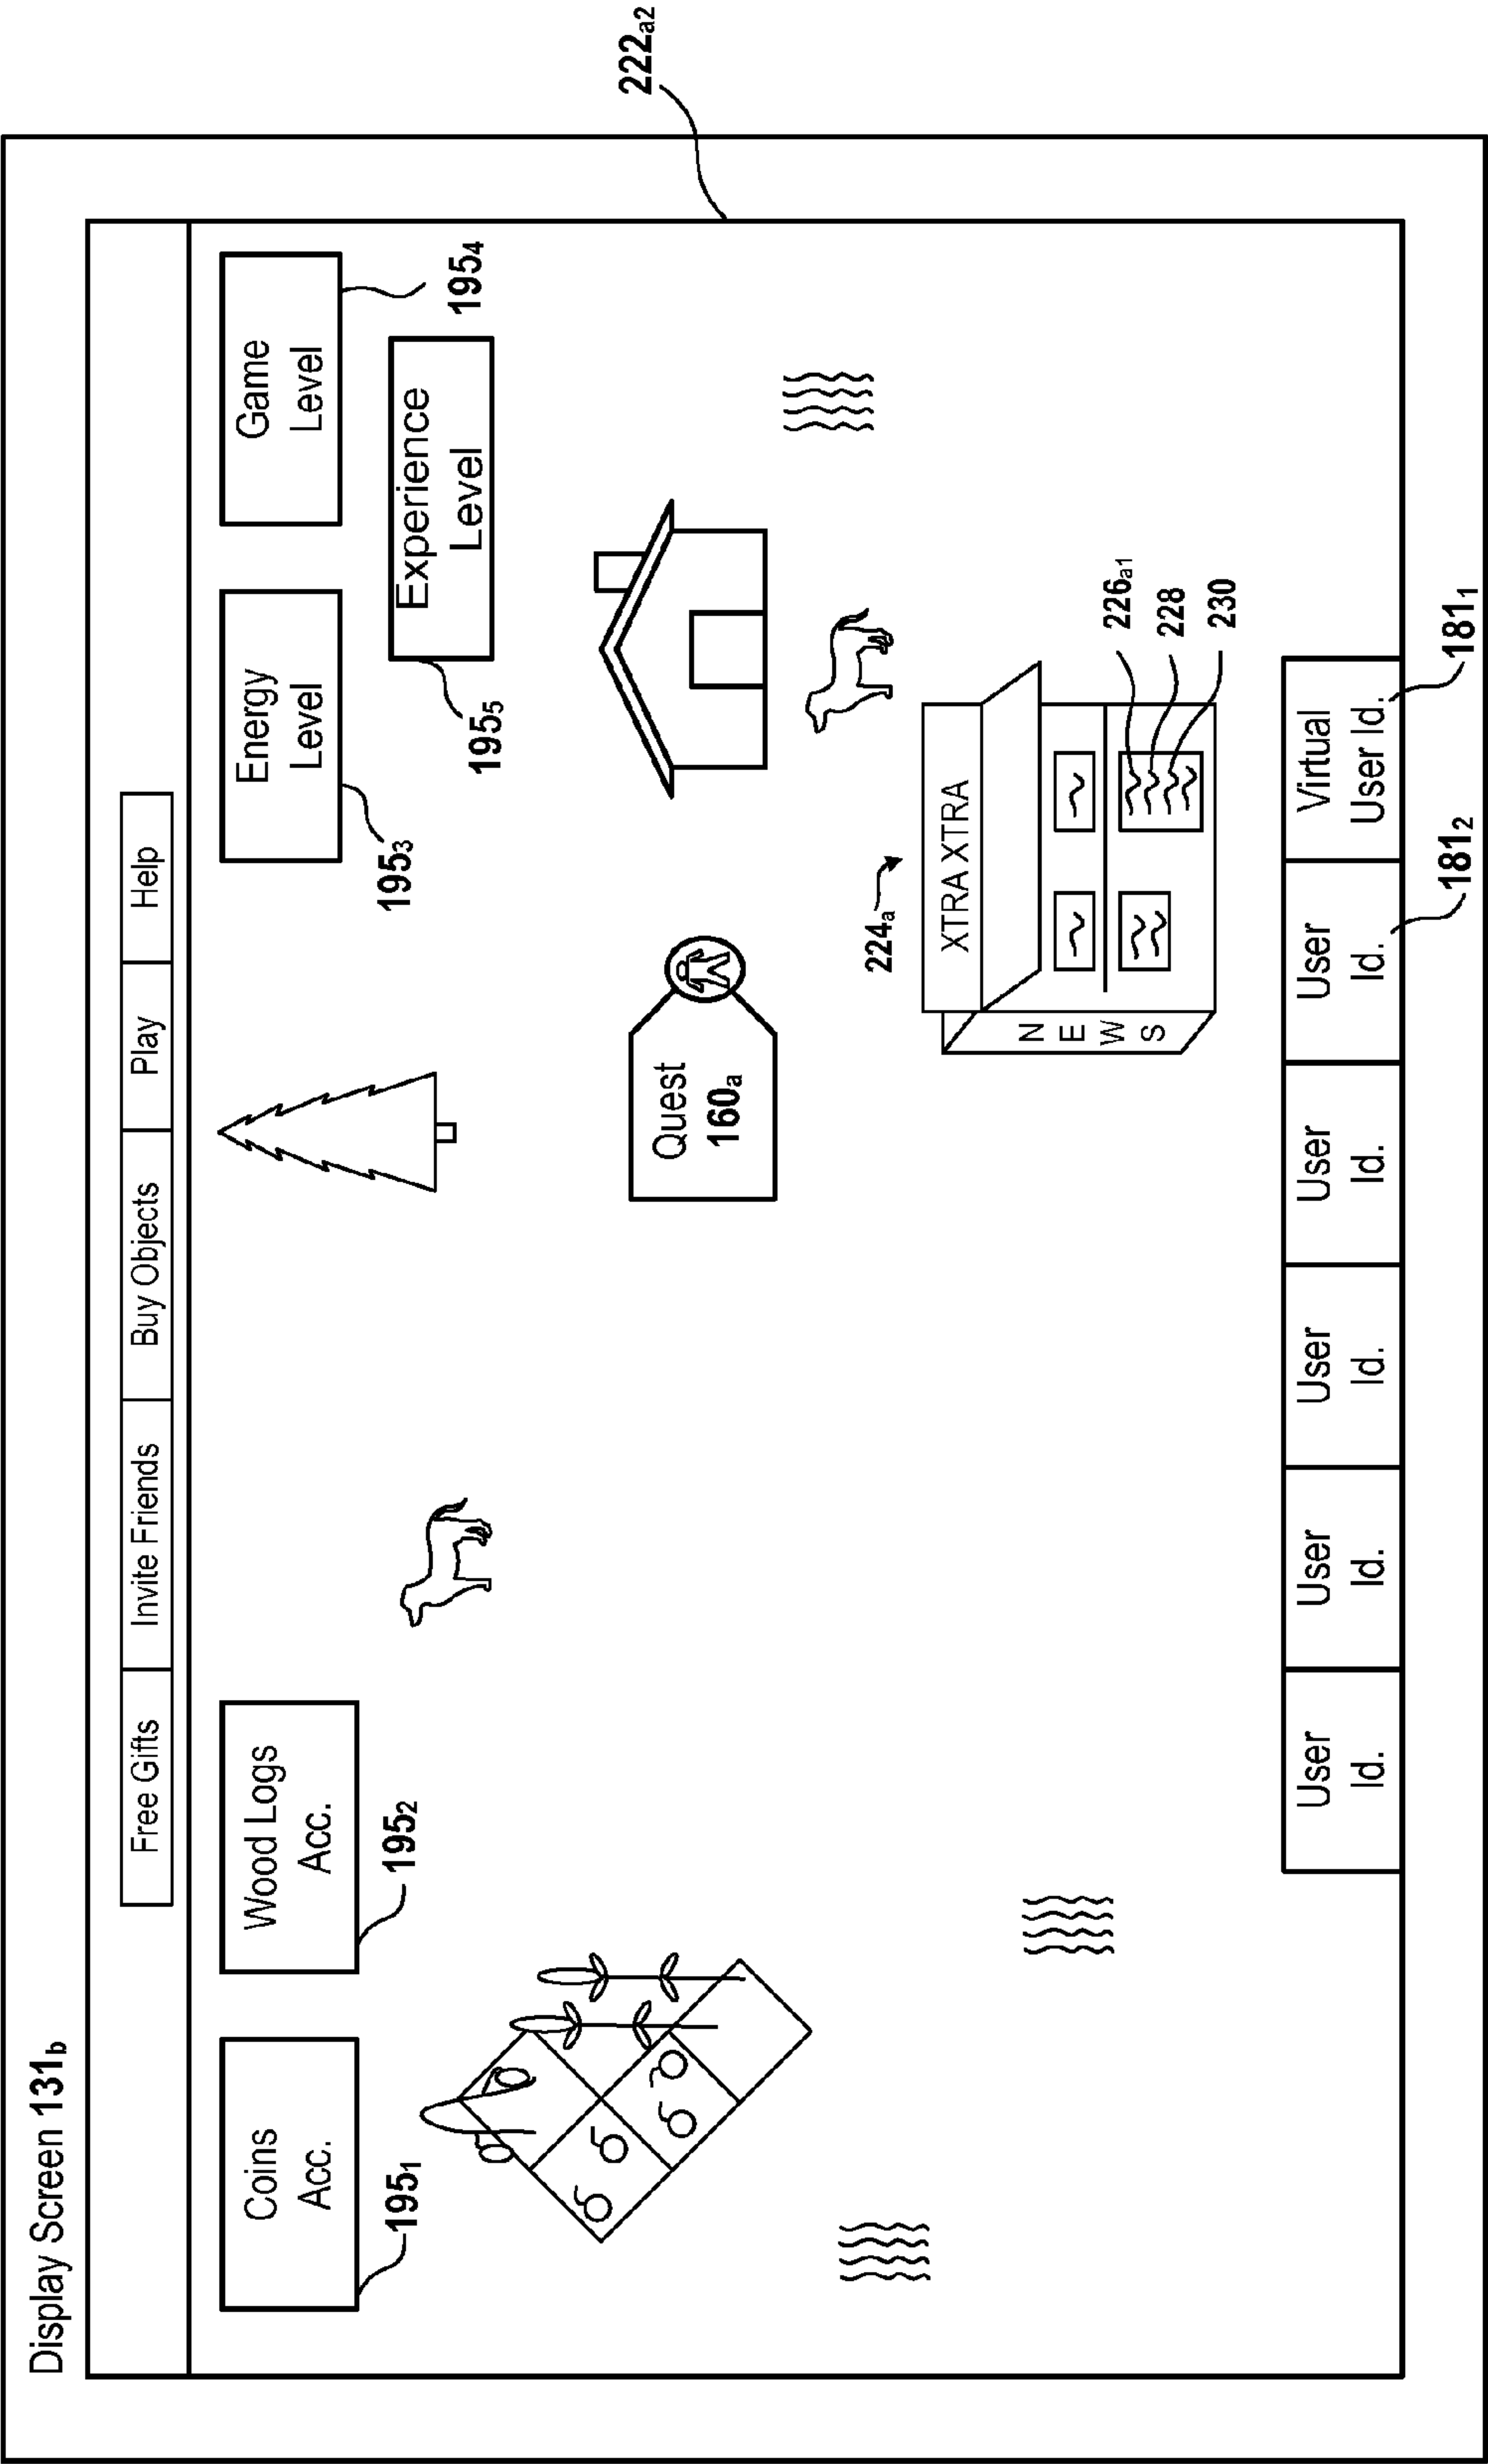 Display Screen 131b
222a2
Free Gifts
Invite Friends
Buy Objects
Play
Help
Coins
Acc.
1951
Wood Logs
Acc.
1952
Energy
Level
1953
Game
Level
1954
Experience
Level
1955
Quest
160a
224a
XTRA XTRA
N
E
W
S
226a1
228
230
User
Id.
User
Id.
User
Id.
User
Id.
User
Id.
Virtual
User Id.
1812
1811